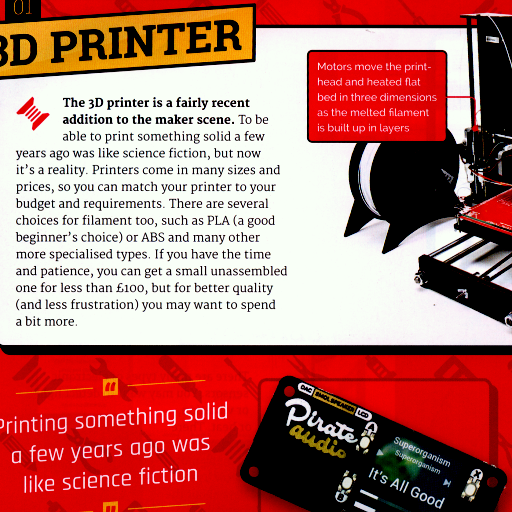 01
3D PRINTER
The 3D printer is a fairly recent
addition to the maker scene. To be
able to print something solid a few
years ago was like science fiction, but now
it's a reality. Printers come in many sizes and
prices, so you can match your printer to your
budget and requirements. There are several
choices for filament too, such as PLA (a good
beginner's choice) or ABS and many other
more specialised types. If you have the time
and patience, you can get a small unassembled
one for less than £100, but for better quality
(and less frustration) you may want to spend
a bit more.
Motors move the print-
head and heated flat
bed in three dimensions
as the melted filament
is built up in layers
“
Printing something solid
a few years ago was
like science fiction
”
DAC SMOL SPEAKER LCD
Pirate
audio
Superorganism
Superorganism
It's All Good